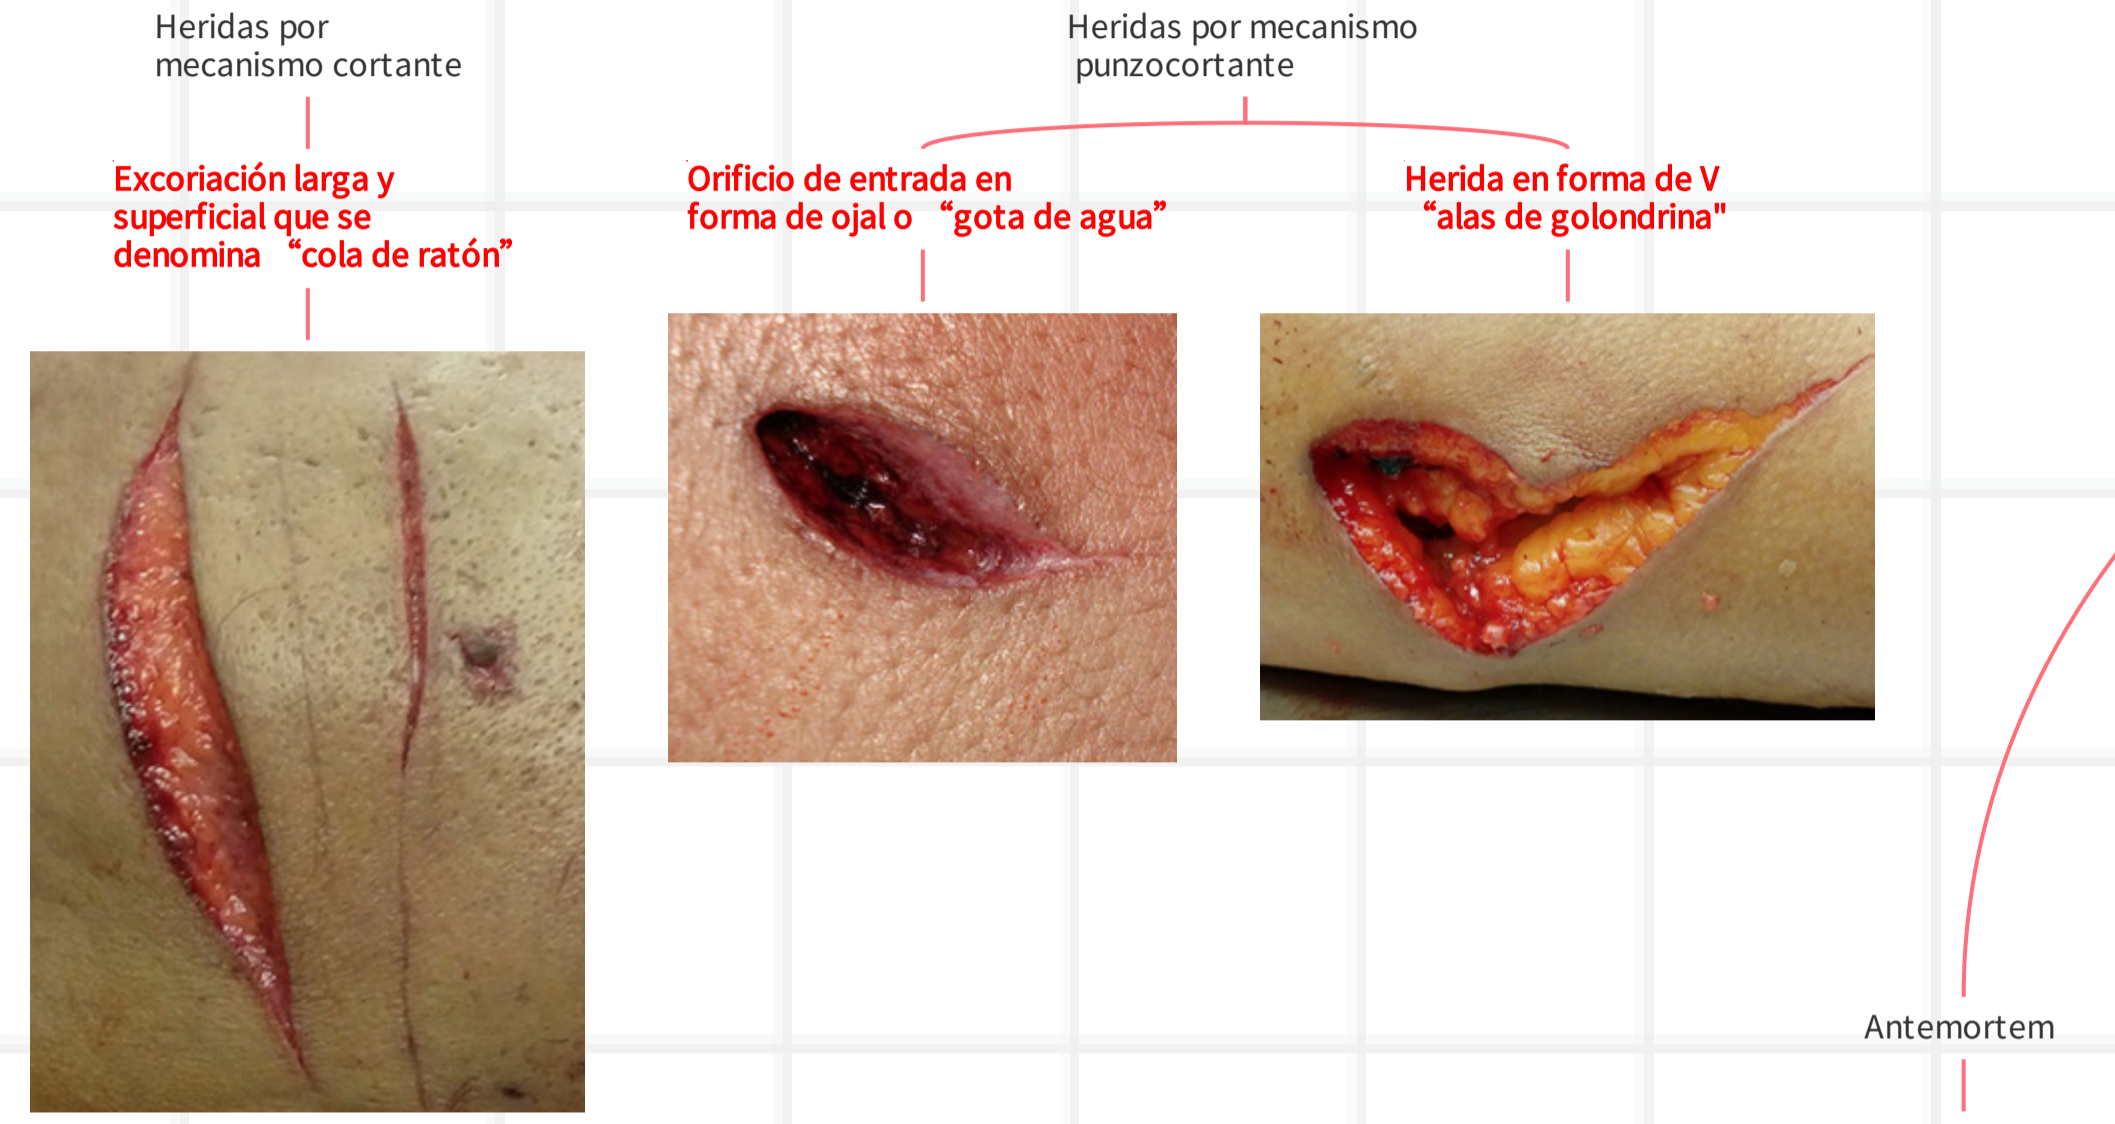 Heridas por
mecanismo cortante
Excoriación larga y
superficial que se
denomina “cola de ratón”
Heridas por mecanismo
punzocortante
Orificio de entrada en
forma de ojal o “gota de agua”
Herida en forma de V
“alas de golondrina"
Antemortem